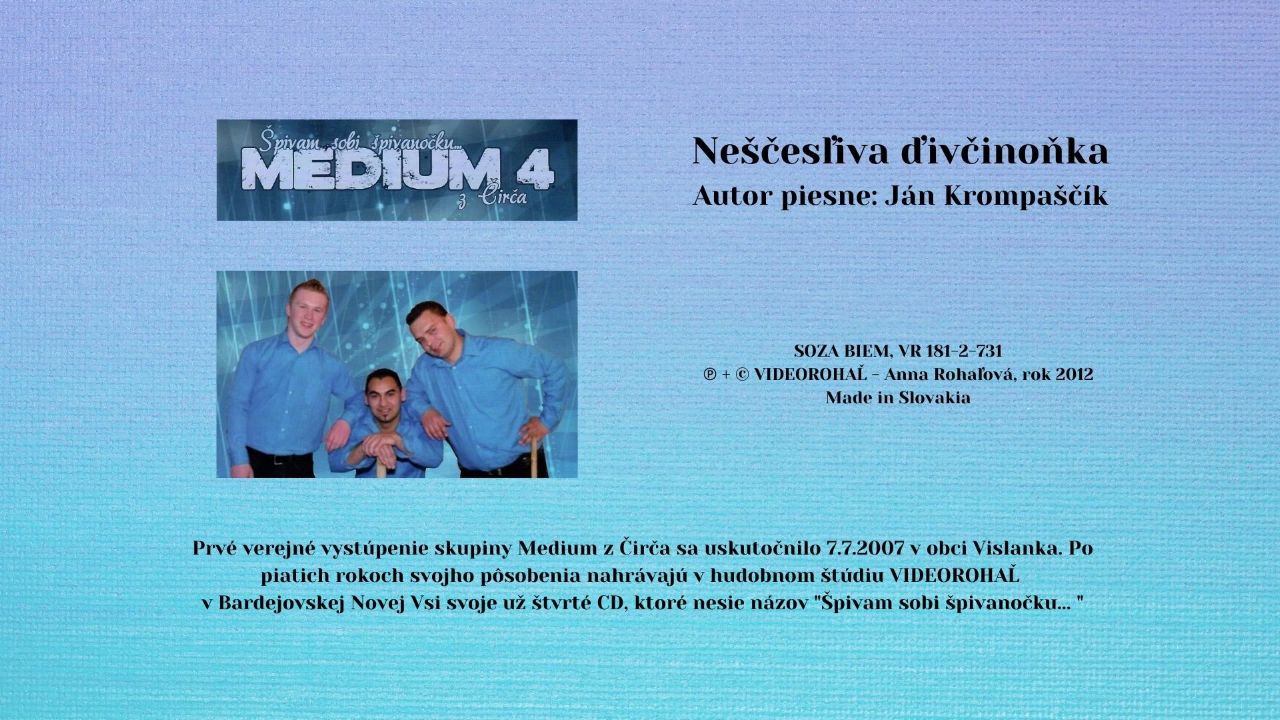 Špivam sobi špivanočku...
MEDIUM 4
z Čirča
Neščesľiva ďivčinoňka
Autor piesne: Ján Krompaščík
SOZA BIEM, VR 181-2-731
℗ + © VIDEOROHAĽ - Anna Rohaľová, rok 2012
Made in Slovakia
Prvé verejné vystúpenie skupiny Medium z Čirča sa uskutočnilo 7.7.2007 v obci Vislanka. Po
piatich rokoch svojho pôsobenia nahrávajú v hudobnom štúdiu VIDEOROHAĽ
v Bardejovskej Novej Vsi svoje už štvrté CD, ktoré nesie názov "Špivam sobi špivanočku... "